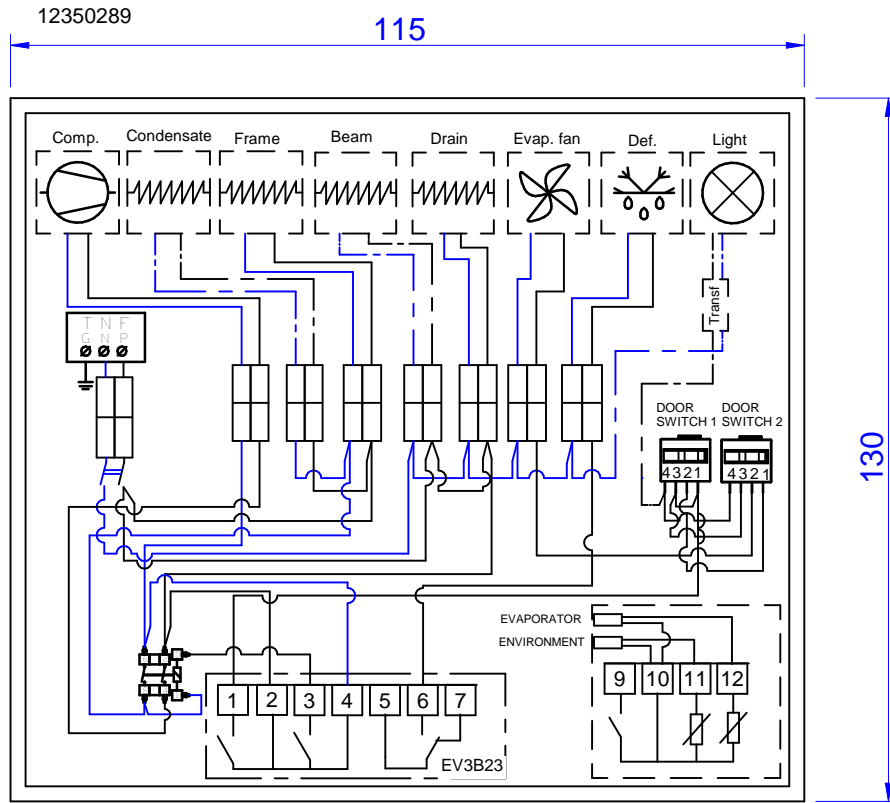 12350289
115
Comp. Condensate Frame Beam Drain Evap. fan Def. Light
T N F
G N P
Transf
DOOR SWITCH 1
DOOR SWITCH 2
4 3 2 1
4 3 2 1
130
EVAPORATOR
ENVIRONMENT
1 2 3 4 5 6 7
9 10 11 12
EV3B23